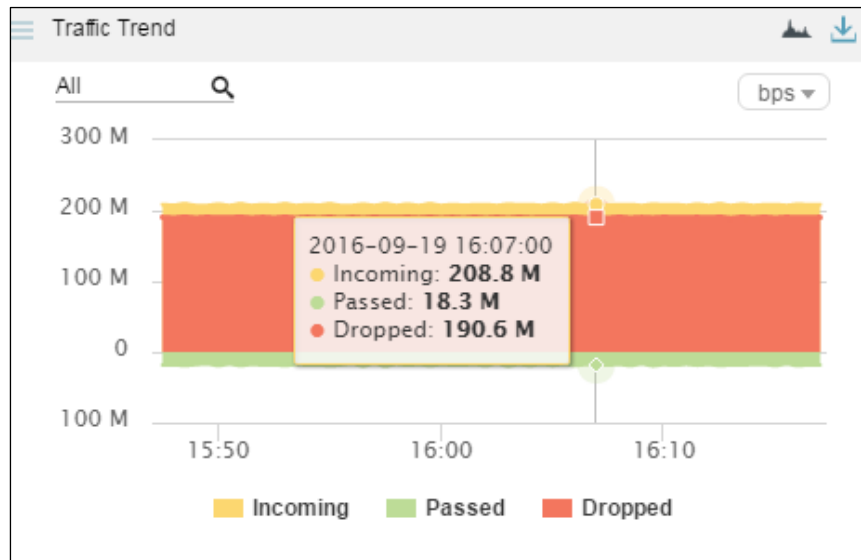 Traffic Trend
All
bps
300 M
200 M
100 M
0
100 M
2016-09-19 16:07:00
Incoming: 208.8 M
Passed: 18.3 M
Dropped: 190.6 M
15:50 16:00 16:10
Incoming Passed Dropped